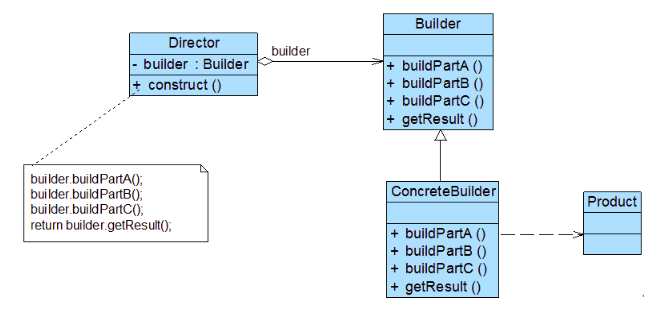 Director
- builder : Builder
+ construct ()
builder
Builder
+ buildPartA ()
+ buildPartB ()
+ buildPartC ()
+ getResult ()
builder.buildPartA();
builder.buildPartB();
builder.buildPartC();
return builder.getResult();
ConcreteBuilder
+ buildPartA ()
+ buildPartB ()
+ buildPartC ()
+ getResult ()
Product